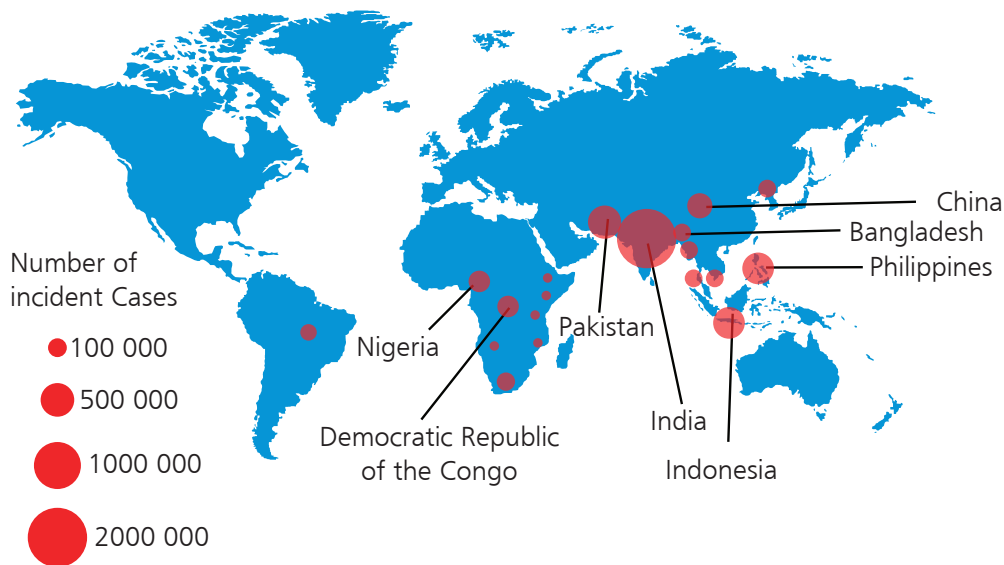 China
Bangladesh
Philippines
Number of
incident Cases
100 000
500 000
1000 000
2000 000
Nigeria
Pakistan
India
Democratic Republic
of the Congo
Indonesia